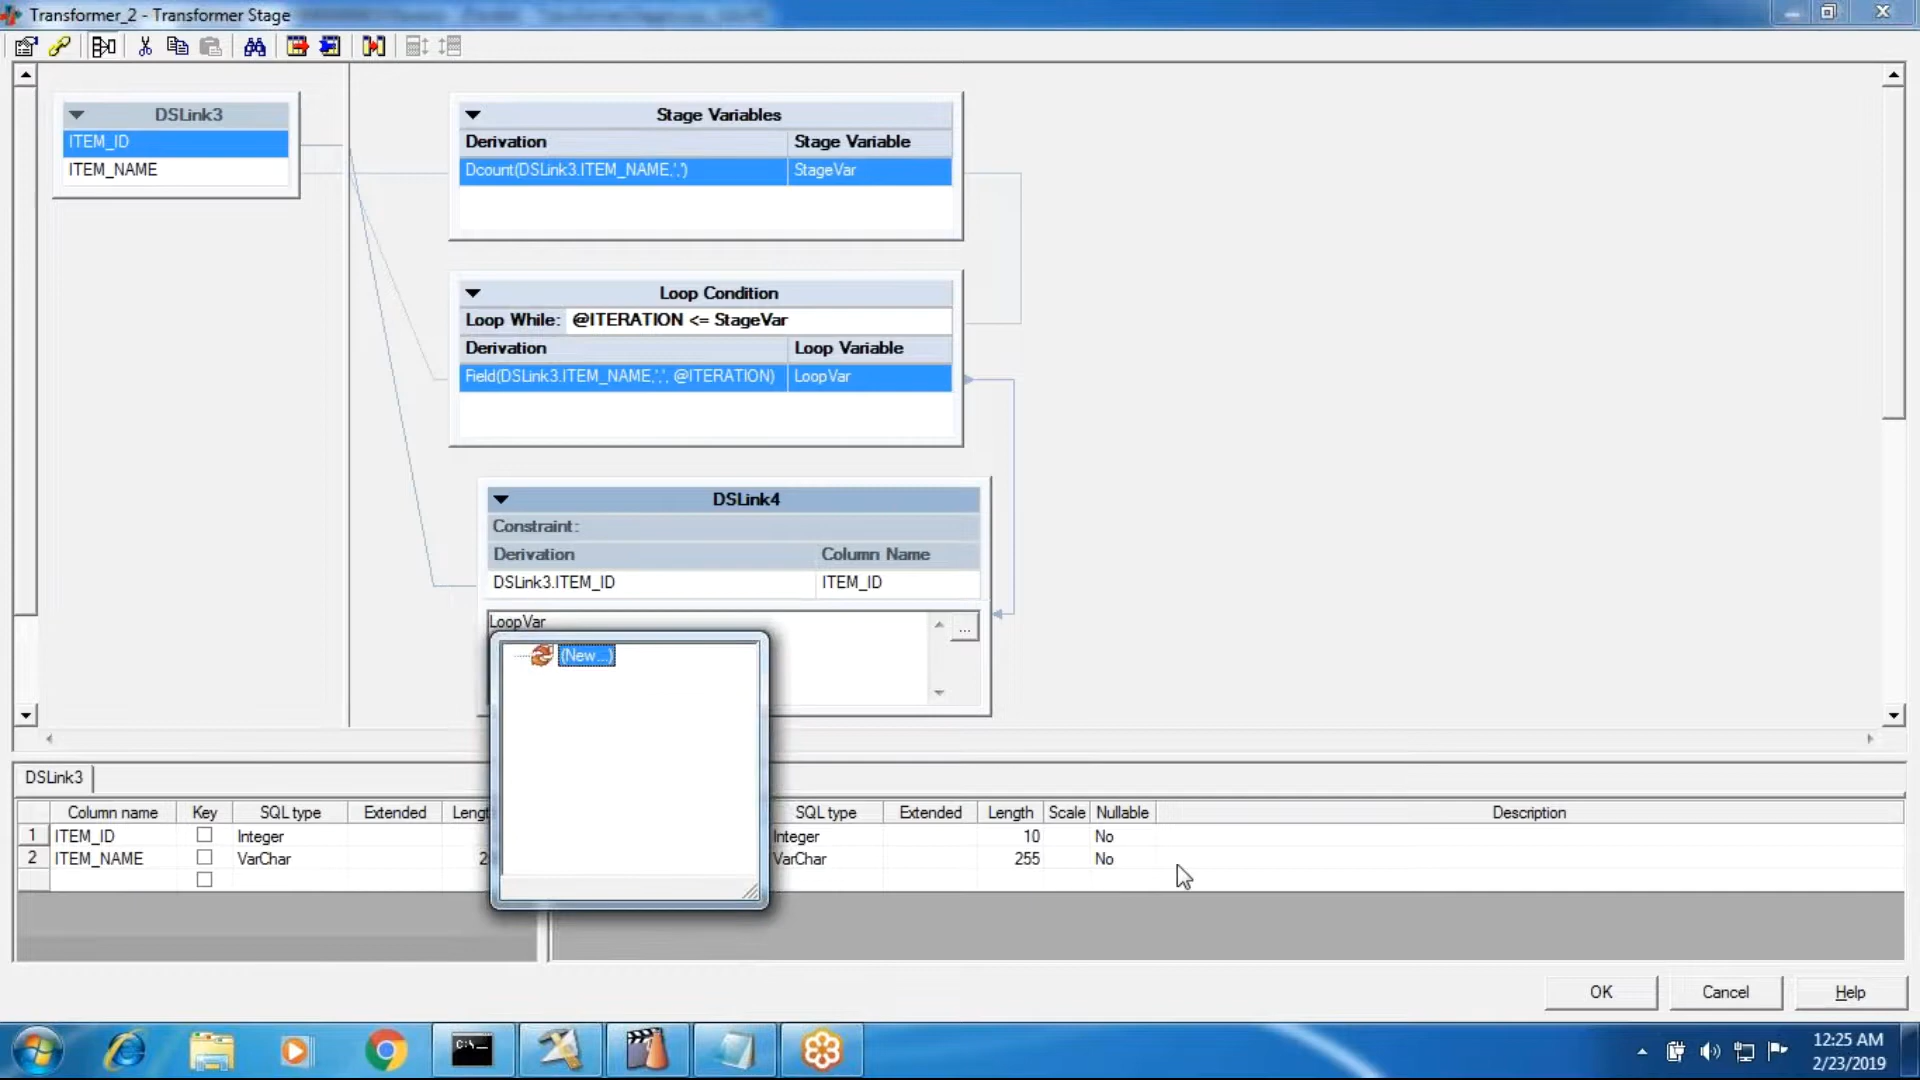 Transformer_2 - Transformer Stage
DSLink3
ITEM_ID
ITEM_NAME
Stage Variables
Derivation Stage Variable
Dcount(DSLink3.ITEM_NAME,',') StageVar
Loop Condition
Loop While: @ITERATION <= StageVar
Derivation Loop Variable
Field(DSLink3.ITEM_NAME,',', @ITERATION) LoopVar
DSLink4
Constraint:
Derivation Column Name
DSLink3.ITEM_ID ITEM_ID
LoopVar
...
(New...)
DSLink3
Column name Key SQL type Extended SQL type Extended Length Scale Nullable Description
1 ITEM_ID Integer Integer 10 No
2 ITEM_NAME VarChar VarChar 255 No
OK Cancel Help
C:\
12:25 AM
2/23/2019